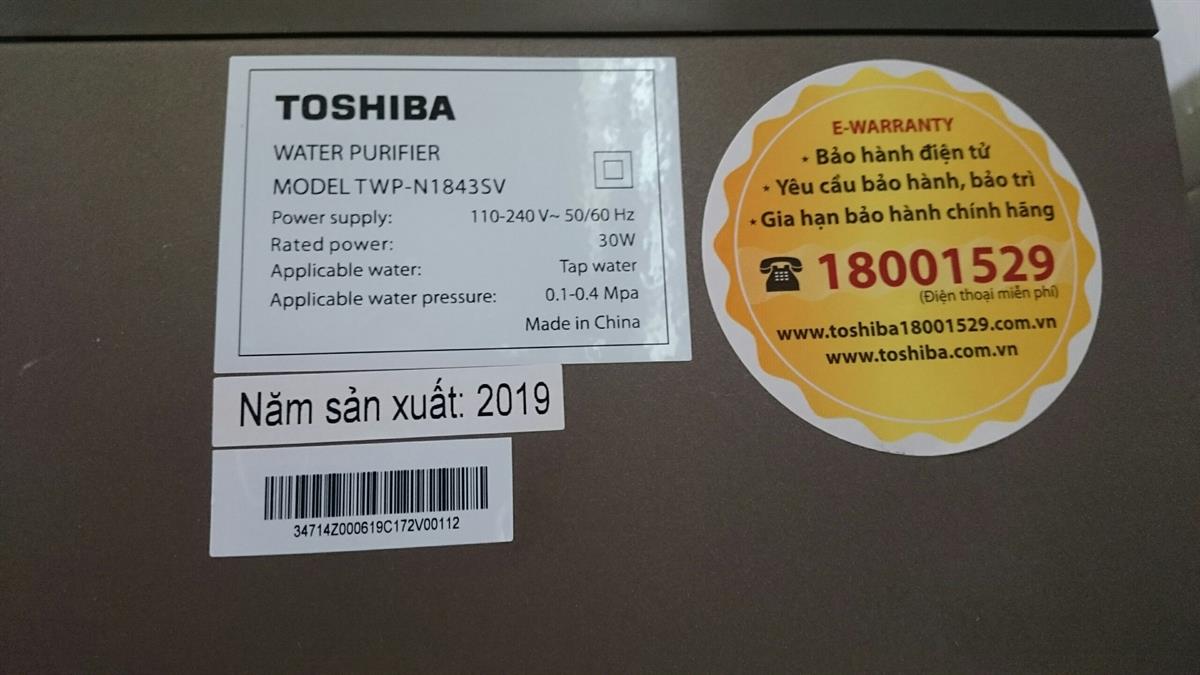 TOSHIBA
WATER PURIFIER
MODEL TWP-N1843SV
Power supply: 110-240 V~ 50/60 Hz
Rated power: 30W
Applicable water: Tap water
Applicable water pressure: 0.1-0.4 Mpa
Made in China
Năm sản xuất: 2019
34714Z000619C172V00112
E-WARRANTY
⋆ Bảo hành điện tử
⋆ Yêu cầu bảo hành, bảo trì
⋆ Gia hạn bảo hành chính hãng
☎ 18001529
(Điện thoại miễn phí)
www.toshiba18001529.com.vn
www.toshiba.com.vn